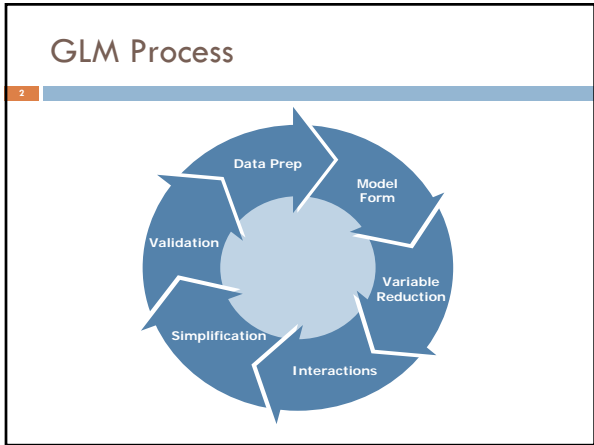 GLM Process
2
Data Prep
Model
Form
Variable
Reduction
Interactions
Simplification
Validation